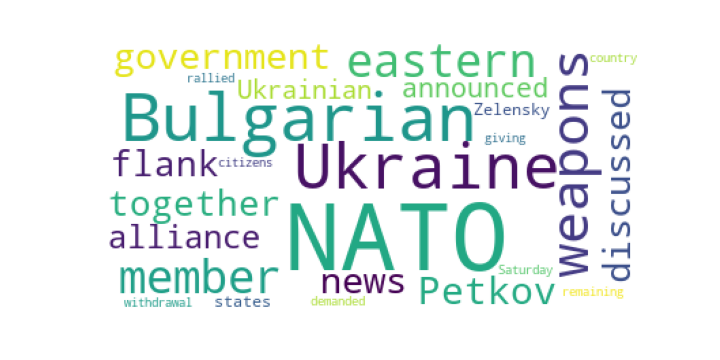 government
eastern
country
rallied
Ukrainian
announced
Bulgarian
Zelensky
weapons
discussed
giving
flank
citizens
Ukraine
together
NATO
alliance
member
news
Saturday
Petkov
remaining
withdrawal
states
demanded